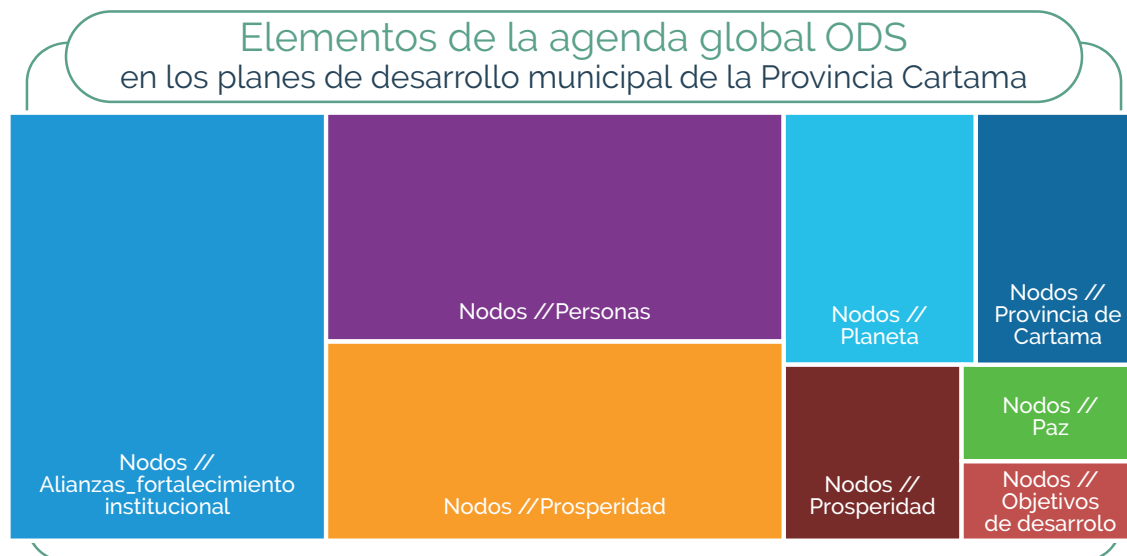 Elementos de la agenda global ODS
en los planes de desarrollo municipal de la Provincia Cartama
Nodos //
Alianzas_fortalecimiento
institucional
Nodos //Personas
Nodos //Prosperidad
Nodos //
Planeta
Nodos //
Provincia de
Cartama
Nodos //
Prosperidad
Nodos //
Paz
Nodos //
Objetivos
de desarrolo